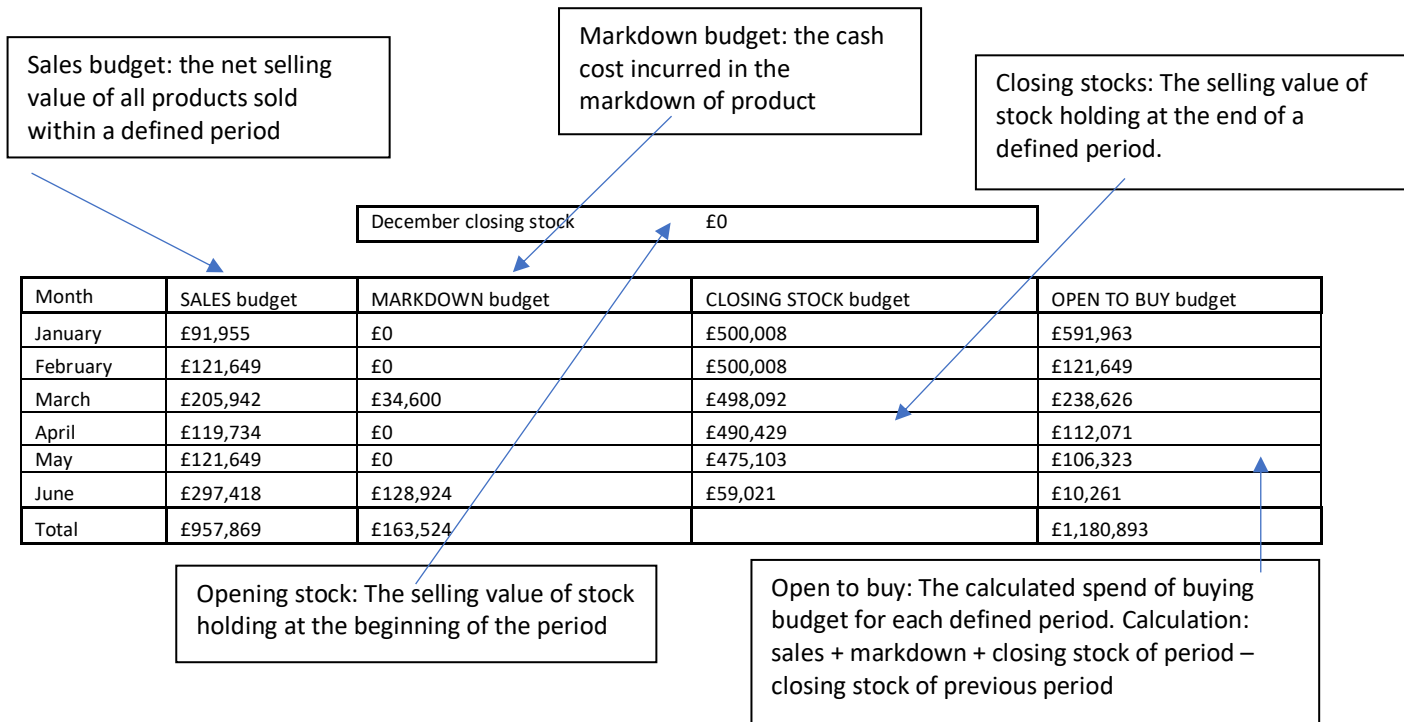 Sales budget: the net selling
value of all products sold
within a defined period
Markdown budget: the cash
cost incurred in the
markdown of product
Closing stocks: The selling value of
stock holding at the end of a
defined period.
December closing stock £0
Month SALES budget MARKDOWN budget CLOSING STOCK budget OPEN TO BUY budget
January £91,955 £0 £500,008 £591,963
February £121,649 £0 £500,008 £121,649
March £205,942 £34,600 £498,092 £238,626
April £119,734 £0 £490,429 £112,071
May £121,649 £0 £475,103 £106,323
June £297,418 £128,924 £59,021 £10,261
Total £957,869 £163,524 £1,180,893
Opening stock: The selling value of stock
holding at the beginning of the period
Open to buy: The calculated spend of buying
budget for each defined period. Calculation:
sales + markdown + closing stock of period –
closing stock of previous period